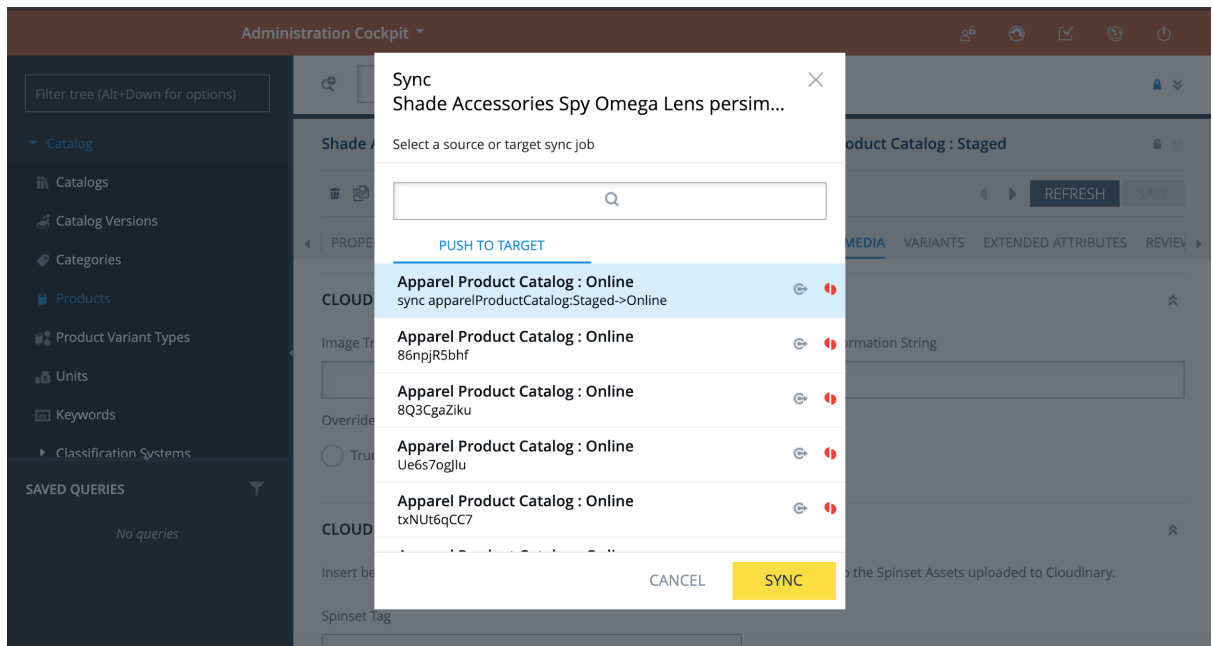 Administration Cockpit
Filter tree (Alt+Down for options)
Catalog
Catalogs
Catalog Versions
Categories
Products
Product Variant Types
Units
Keywords
Classification Systems
SAVED QUERIES
No queries
Shade
oduct Catalog : Staged
REFRESH
SAVE
PROPE
MEDIA
VARIANTS
EXTENDED ATTRIBUTES
REVIEV
CLOUD
Image Tr
ormation String
Override
True
CLOUD
Insert be
the Spinset Assets uploaded to Cloudinary.
Spinset Tag
Sync
Shade Accessories Spy Omega Lens persim...
Select a source or target sync job
PUSH TO TARGET
Apparel Product Catalog : Online
sync apparelProductCatalog:Staged->Online
Apparel Product Catalog : Online
86npjR5bhf
Apparel Product Catalog : Online
8Q3CgaZiku
Apparel Product Catalog : Online
Ue6s7ogJlu
Apparel Product Catalog : Online
txNUt6qCC7
CANCEL
SYNC